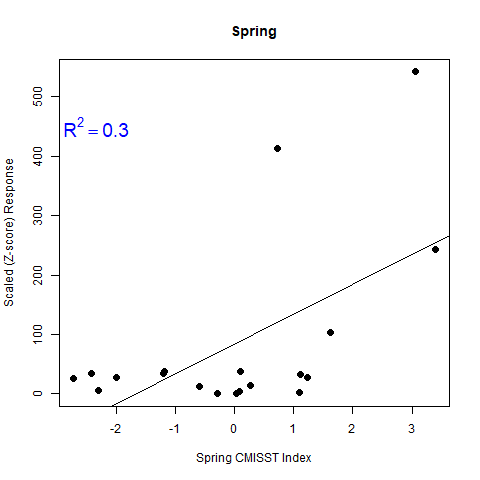 Spring
R² = 0.3
Scaled (Z-score) Response
500
400
300
200
100
0
-2 -1 0 1 2 3
Spring CMISST Index